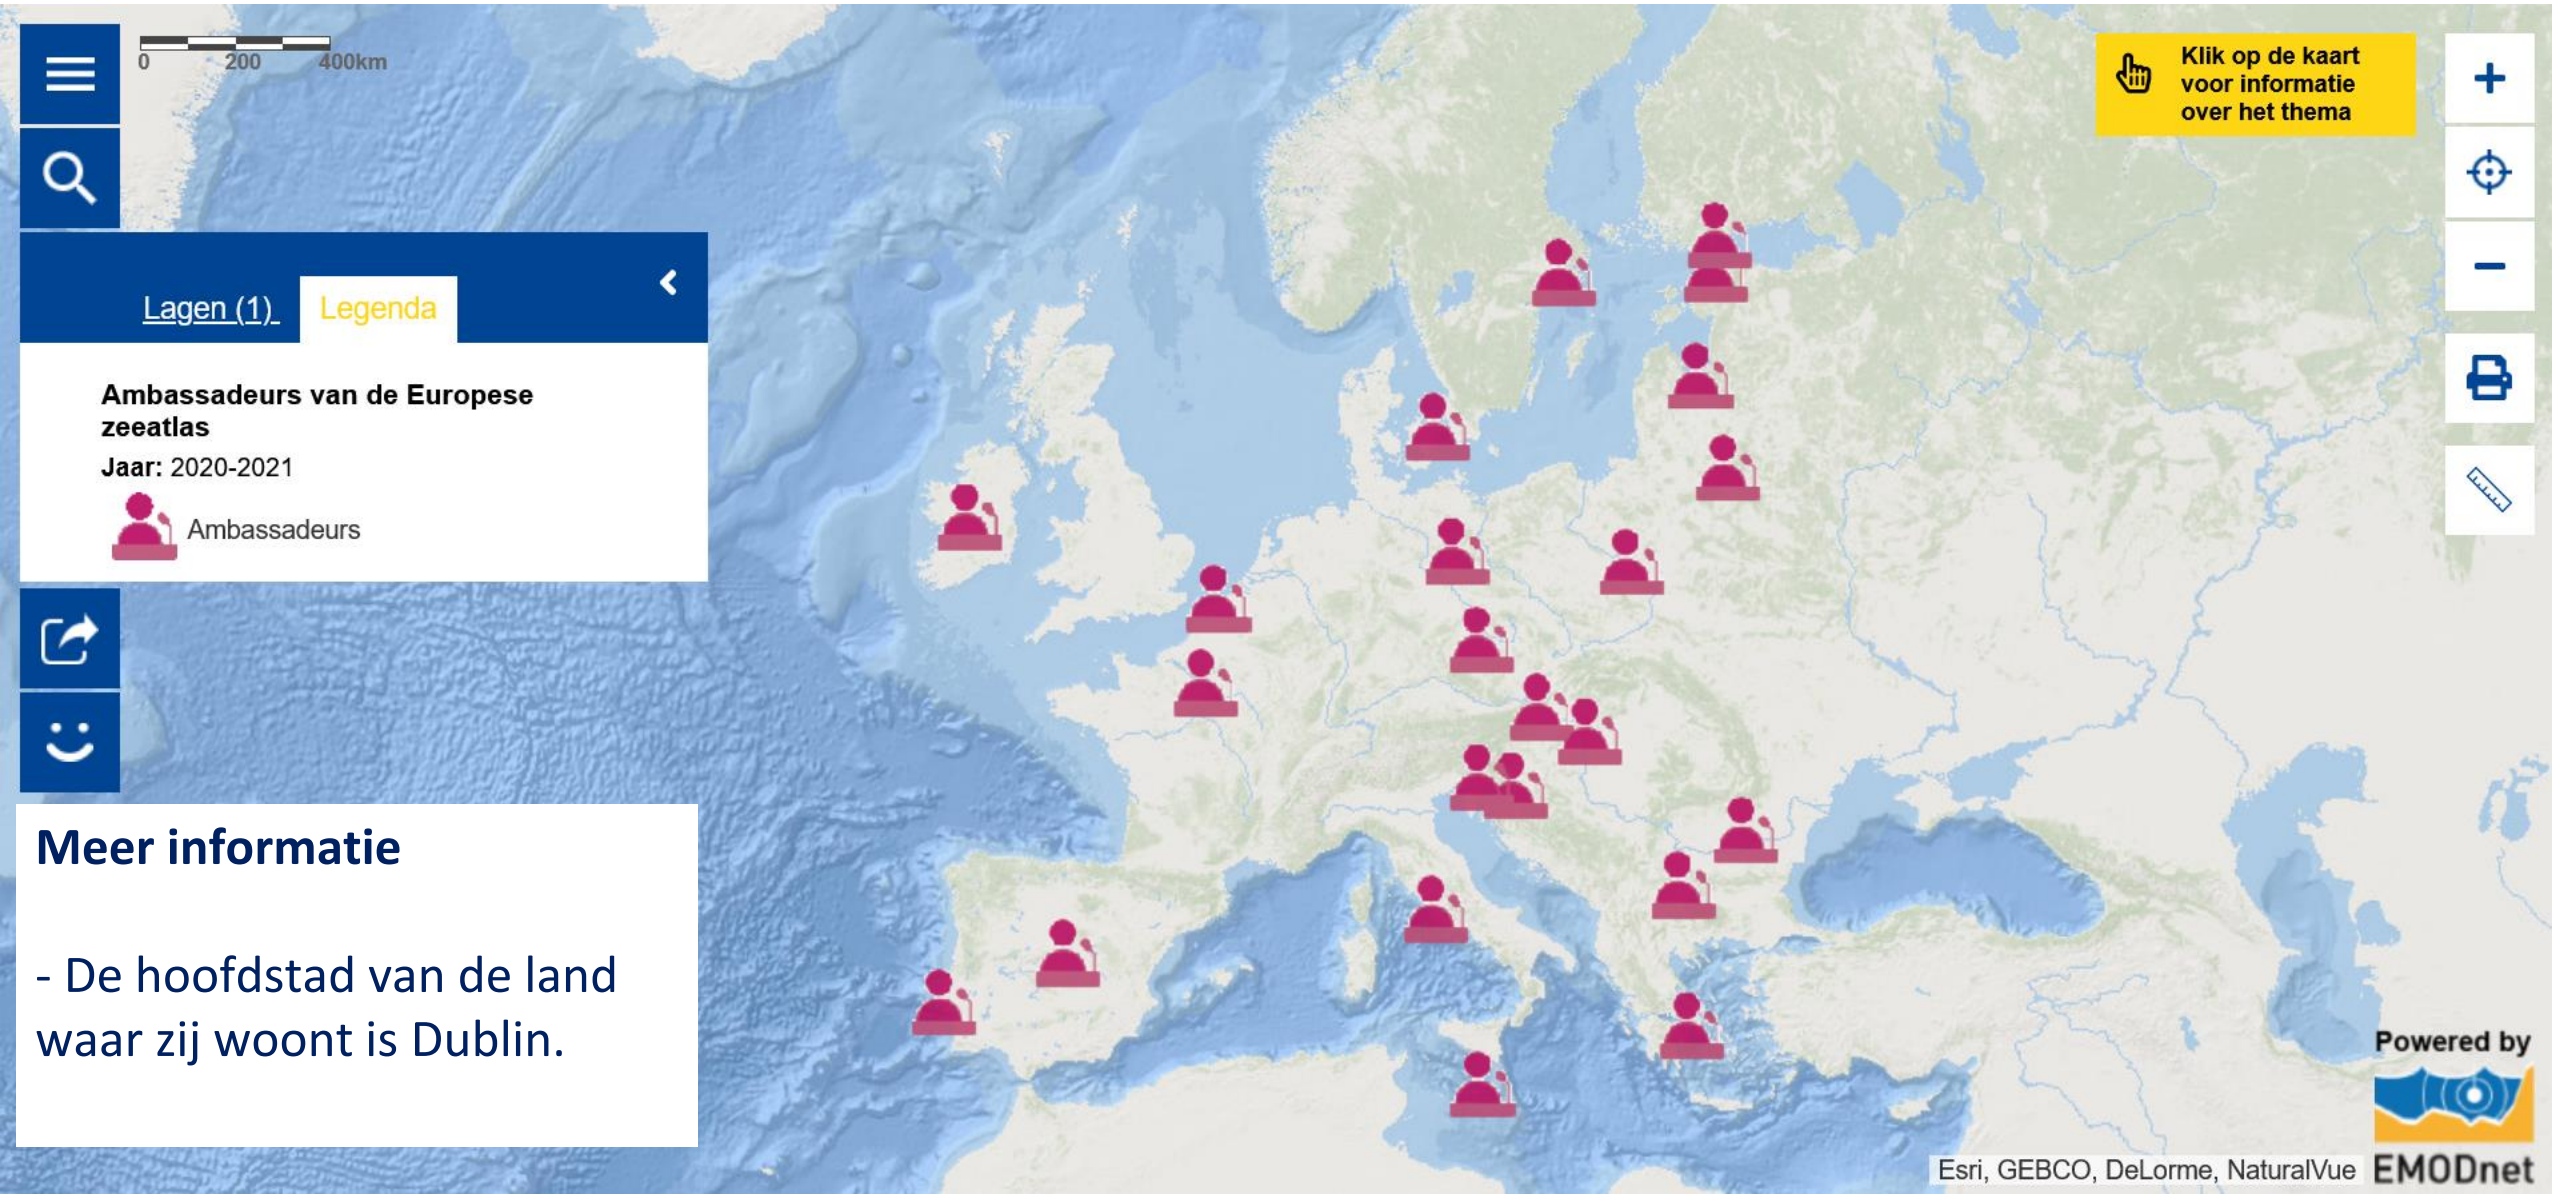 0 200 400km
Klik op de kaart
voor informatie
over het thema
Lagen (1)
Legenda
Ambassadeurs van de Europese
zeeatlas
Jaar: 2020-2021
Ambassadeurs
Meer informatie
- De hoofdstad van de land
waar zij woont is Dublin.
Powered by
EMODnet
Esri, GEBCO, DeLorme, NaturalVue